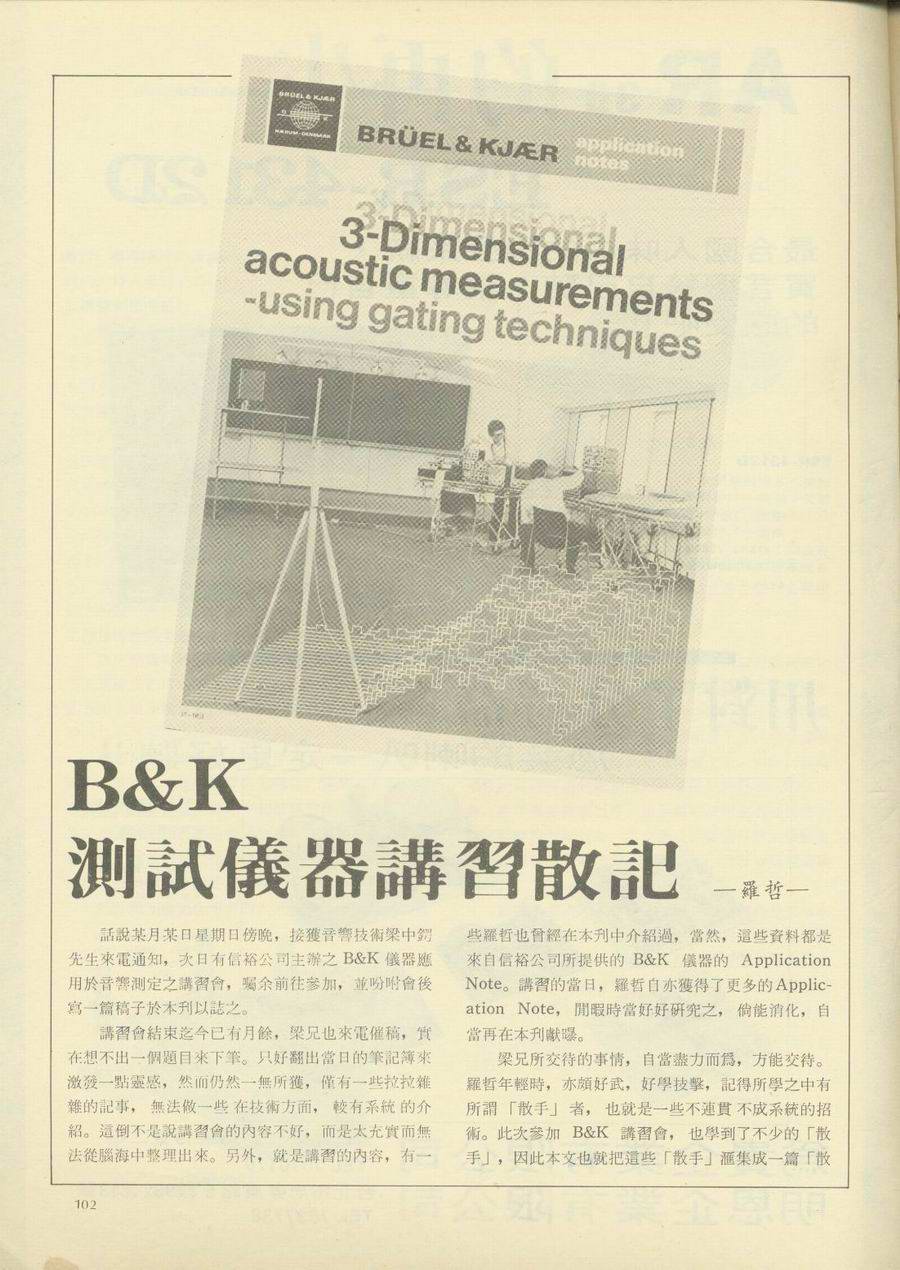 BRÜEL & KJÆR
NÆRUM-DENMARK
BRÜEL & KJÆR application
notes
3-Dimensional
3-Dimensional
acoustic measurements
-using gating techniques
B&K
測試儀器講習散記 —羅哲—
話說某月某日星期日傍晚，接獲音響技術梁中鍔
先生來電通知，次日有信裕公司主辦之 B&K 儀器應
用於音響測定之講習會，囑余前往參加，並吩咐會後
寫一篇稿子於本刋以誌之。
講習會結束迄今已有月餘，梁兄也來電催稿，實
在想不出一個題目來下筆。只好翻出當日的筆記簿來
激發一點靈感，然而仍然一無所獲，僅有一些拉拉雜
雜的記事，無法做一些在技術方面，較有系統的介
紹。這倒不是說講習會的內容不好，而是太充實而無
法從腦海中整理出來。另外，就是講習的內容，有一
些羅哲也曾經在本刋中介紹過，當然，這些資料都是
來自信裕公司所提供的 B&K 儀器的 Application
Note。講習的當日，羅哲自亦獲得了更多的Applic-
ation Note，閒暇時當好好研究之，倘能消化，自
當再在本刋獻曝。
梁兄所交待的事情，自當盡力而爲，方能交待。
羅哲年輕時，亦頗好武，好學技擊，記得所學之中有
所謂「散手」者，也就是一些不連貫不成系統的招
術。此次參加 B&K 講習會，也學到了不少的「散
手」，因此本文也就把這些「散手」滙集成一篇「散
102